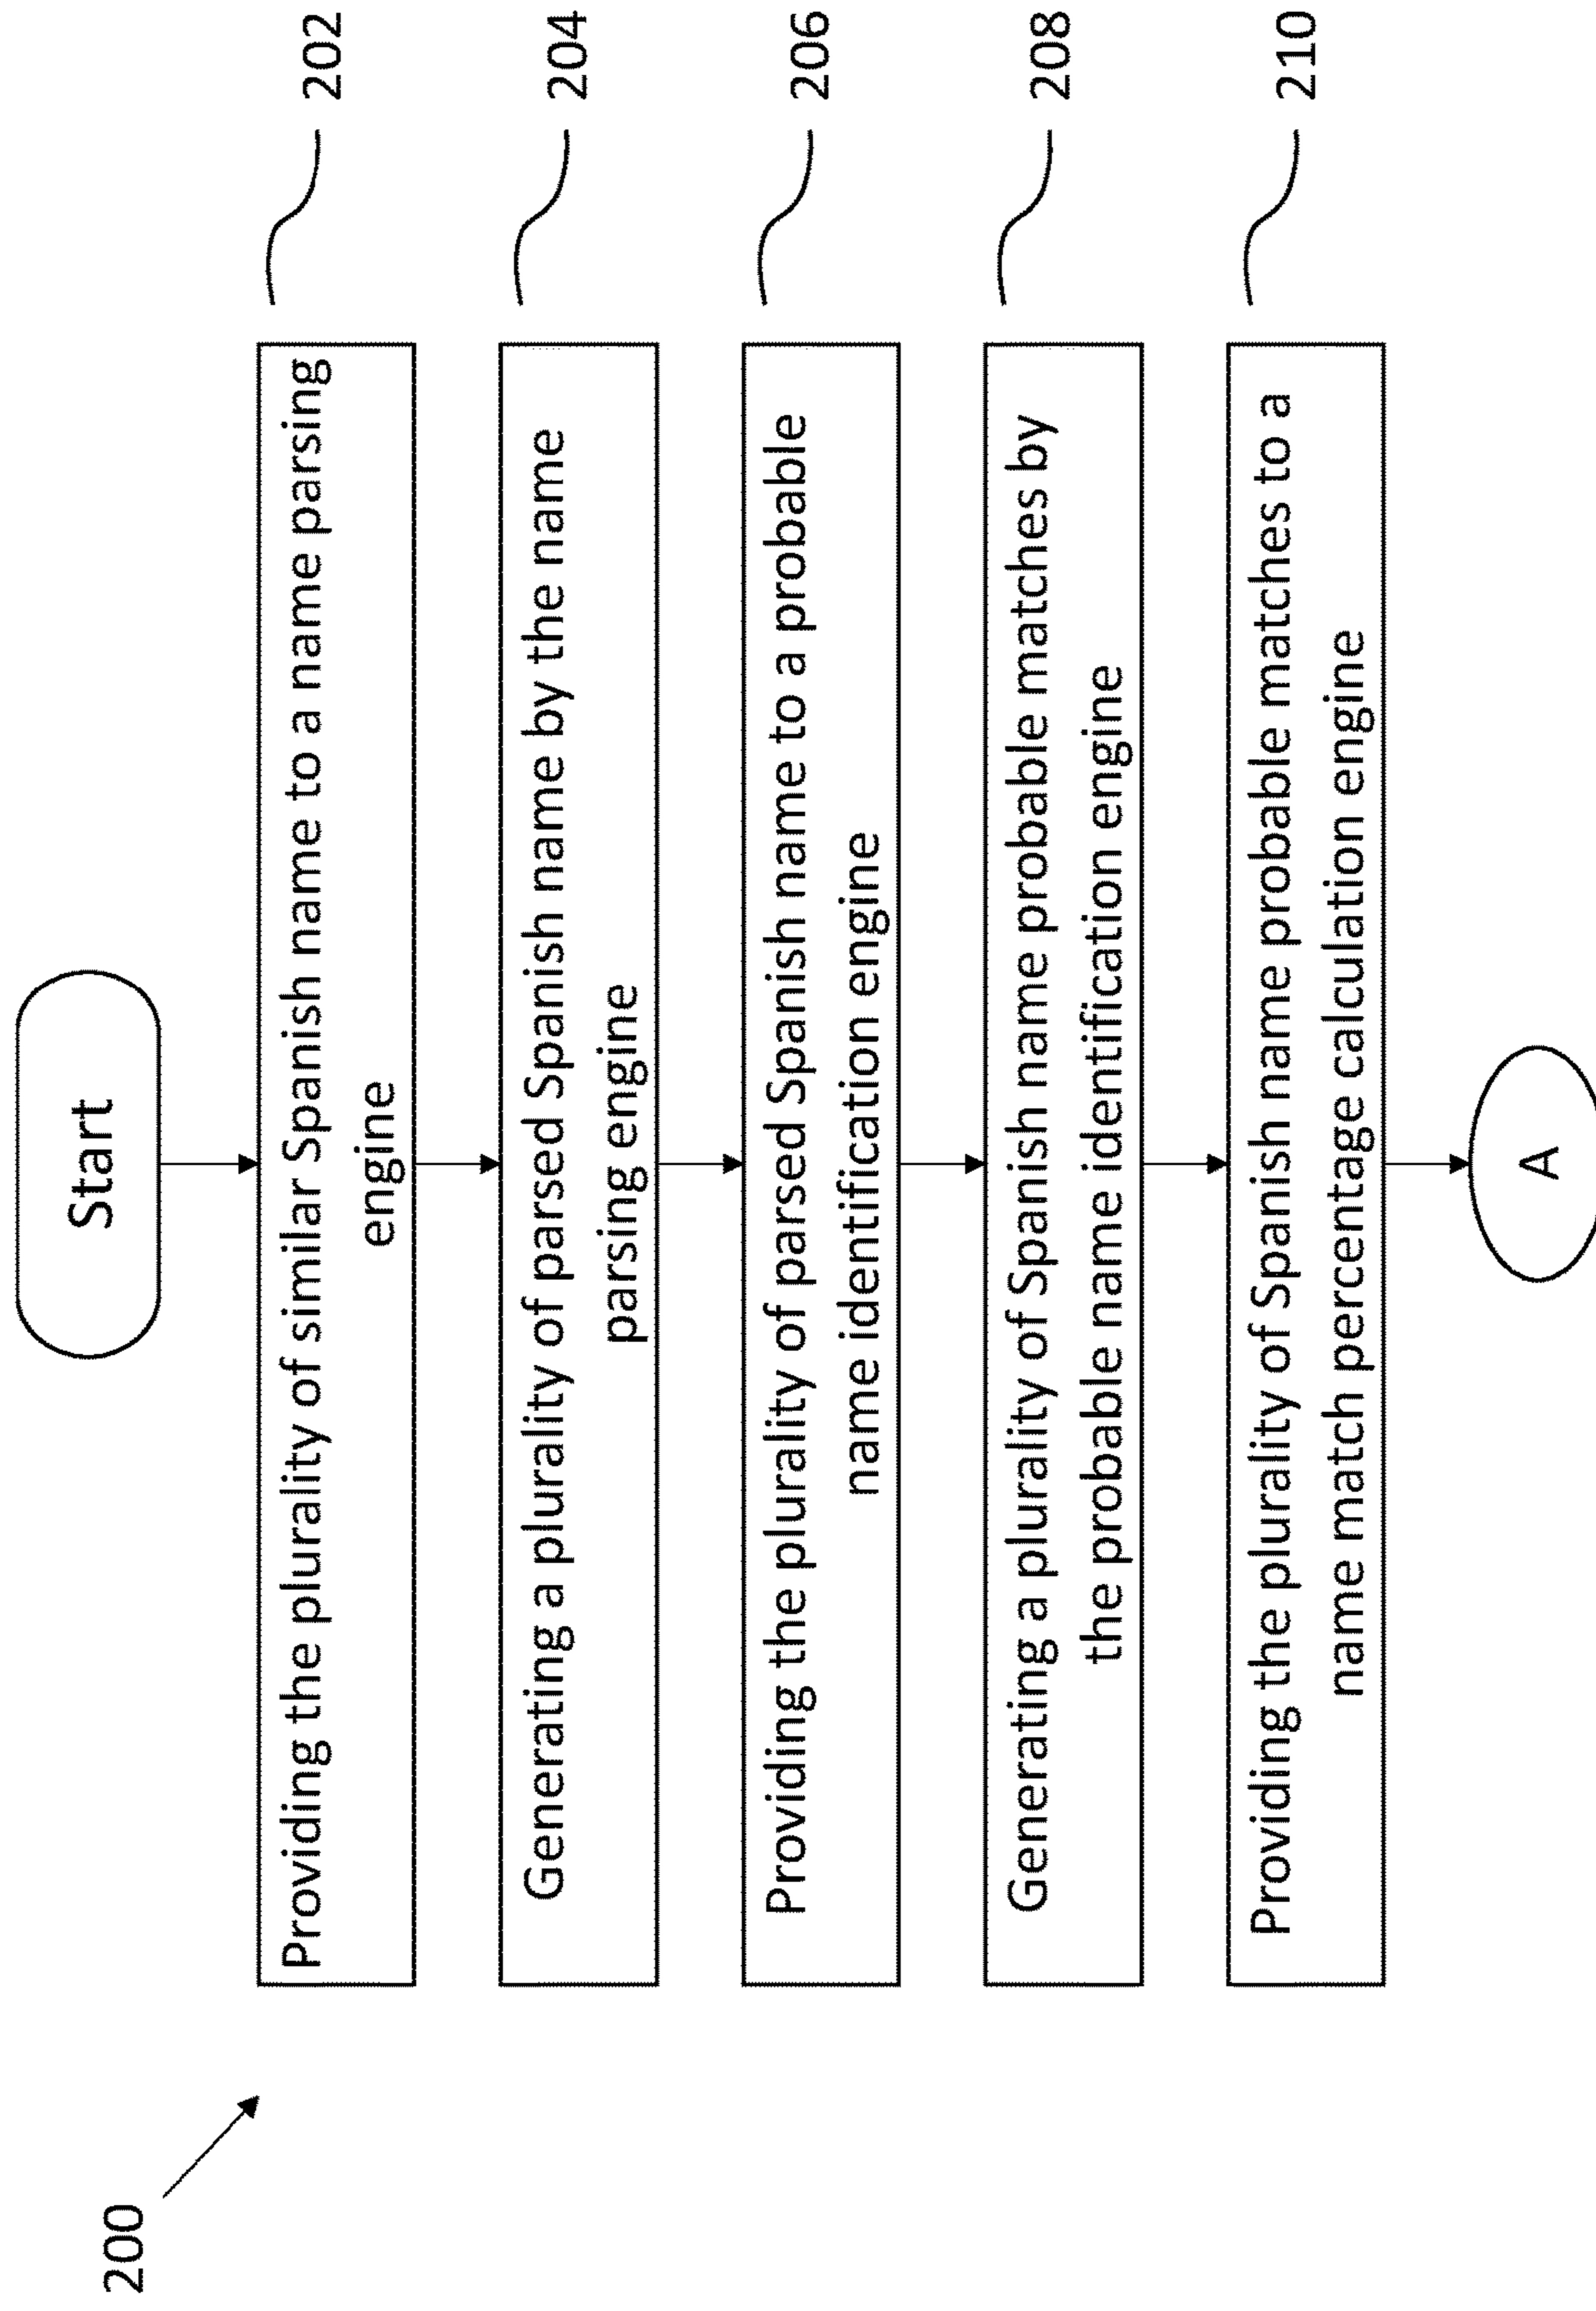 200
Start
Providing the plurality of similar Spanish name to a name parsing
engine
202
Generating a plurality of parsed Spanish name by the name
parsing engine
204
Providing the plurality of parsed Spanish name to a probable
name identification engine
206
Generating a plurality of Spanish name probable matches by
the probable name identification engine
208
Providing the plurality of Spanish name probable matches to a
name match percentage calculation engine
210
A